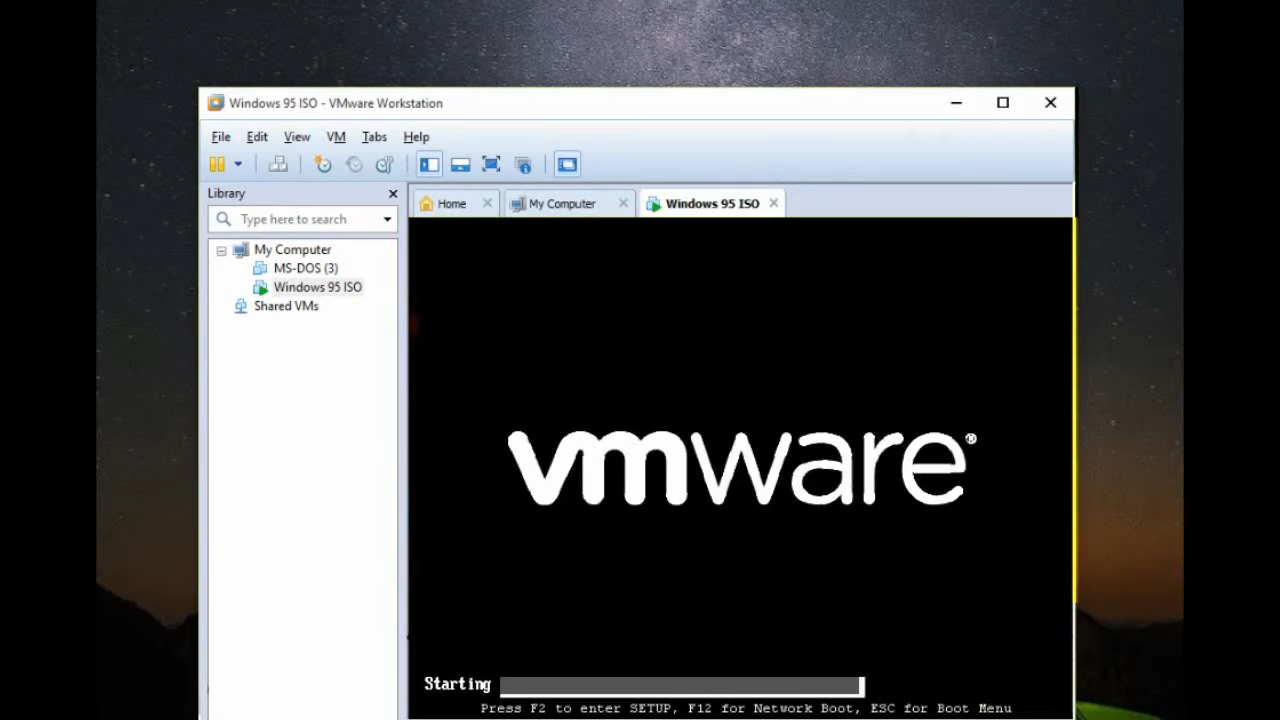 Windows 95 ISO - VMware Workstation
File Edit View VM Tabs Help
Library
Type here to search
Home
My Computer
Windows 95 ISO
My Computer
MS-DOS (3)
Windows 95 ISO
Shared VMs
vmware®
Starting
Press F2 to enter SETUP, F12 for Network Boot, ESC for Boot Menu